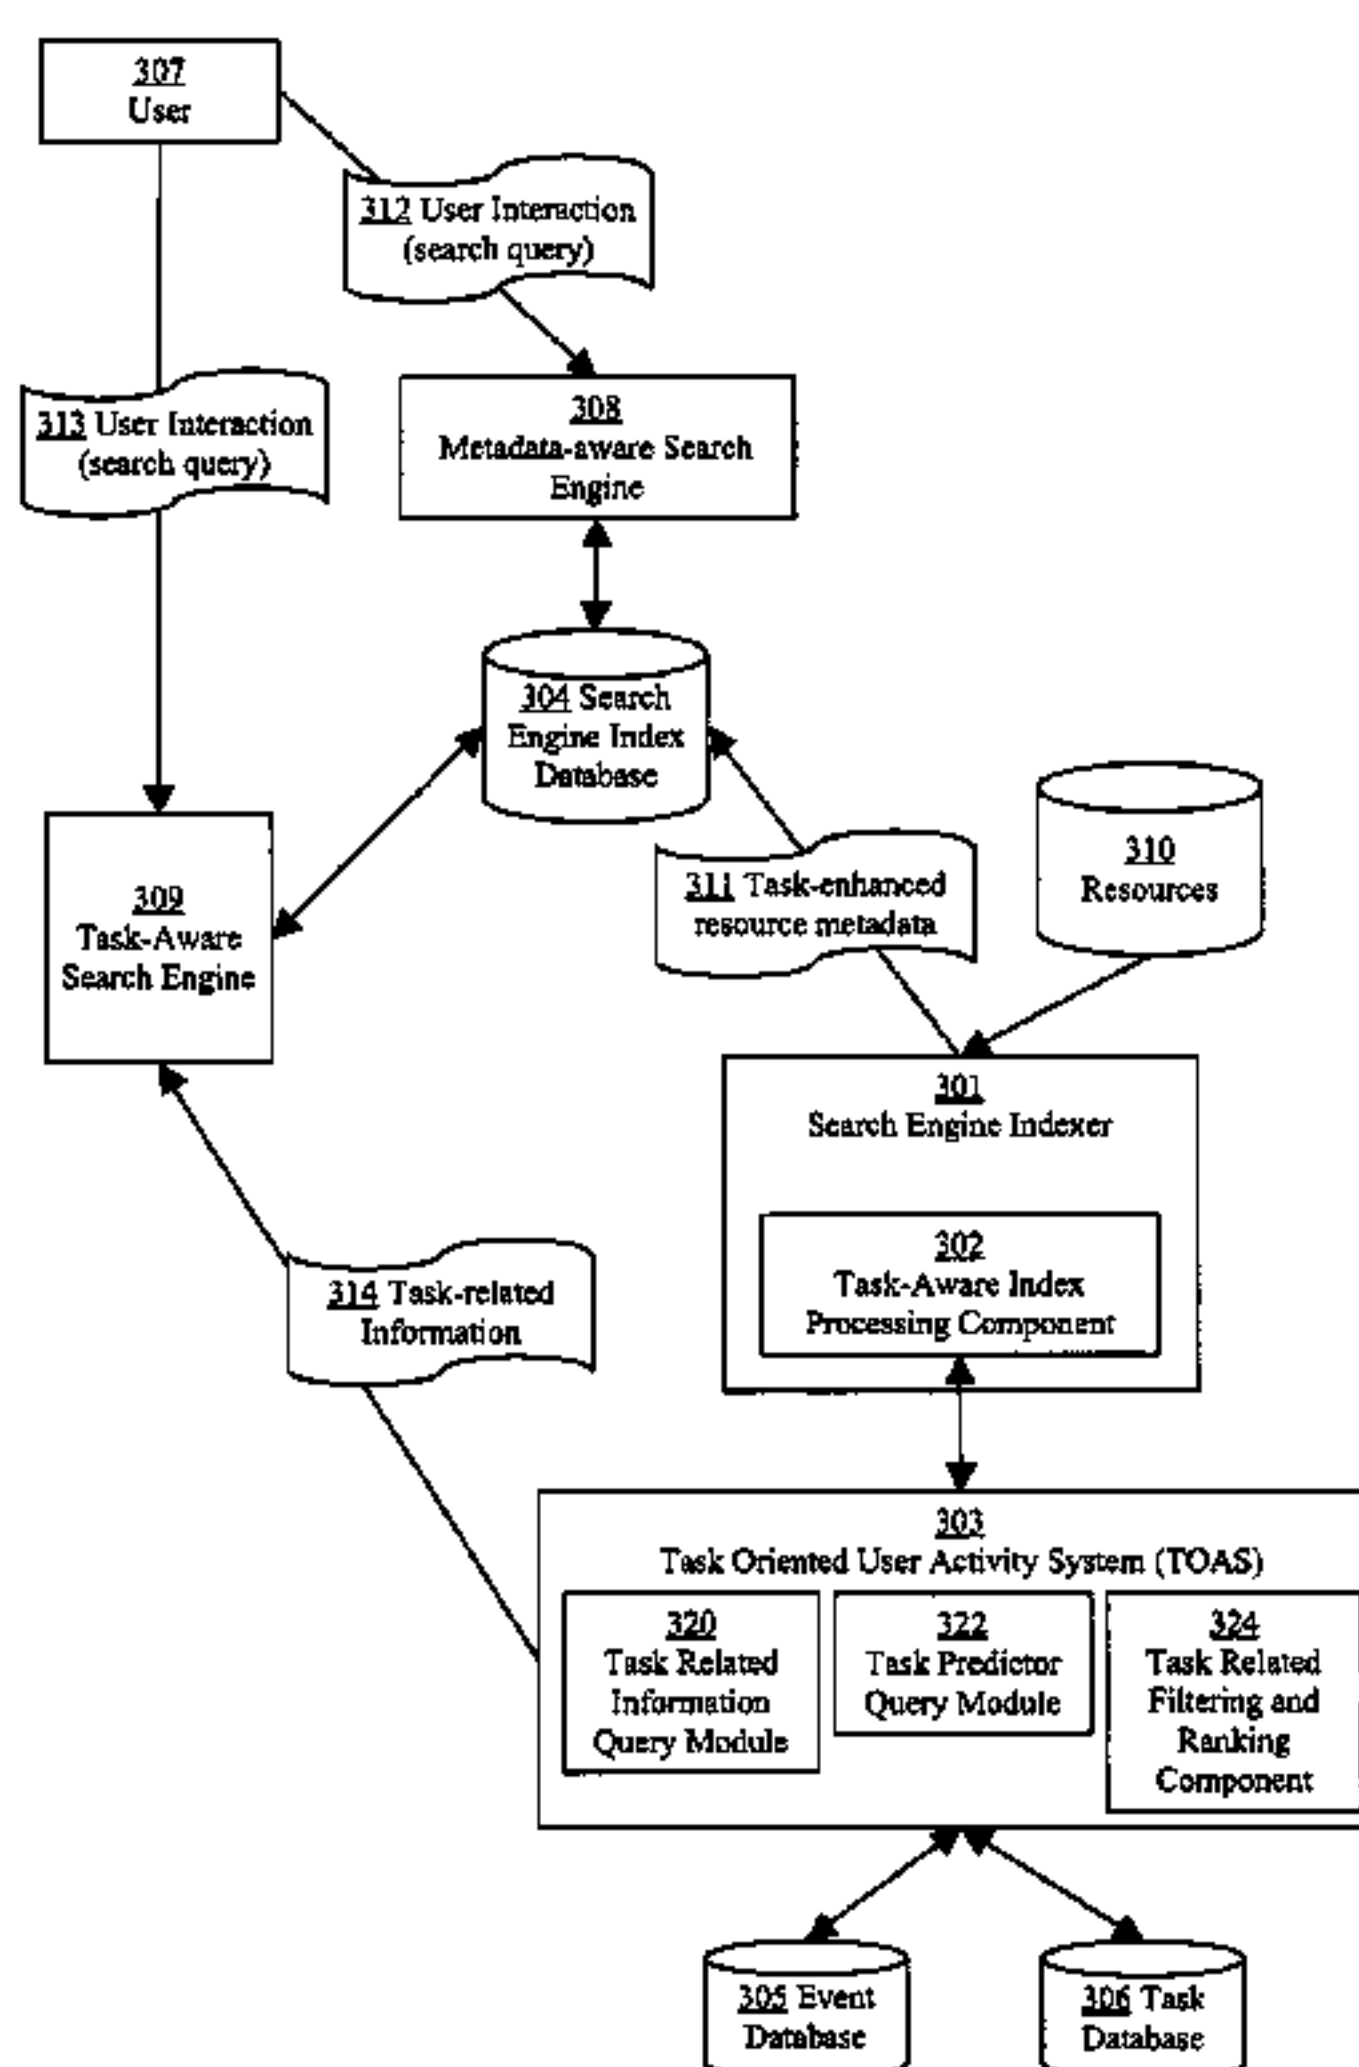 307
User
312 User Interaction
(search query)
313 User Interaction
(search query)
308
Metadata-aware Search
Engine
304 Search
Engine Index
Database
310
Resources
311 Task-enhanced
resource metadata
309
Task-Aware
Search Engine
301
Search Engine Indexer
302
Task-Aware Index
Processing Component
314 Task-related
Information
303
Task Oriented User Activity System (TOAS)
320
Task Related
Information
Query Module
322
Task Predictor
Query Module
324
Task Related
Filtering and
Ranking
Component
305 Event
Database
306 Task
Database